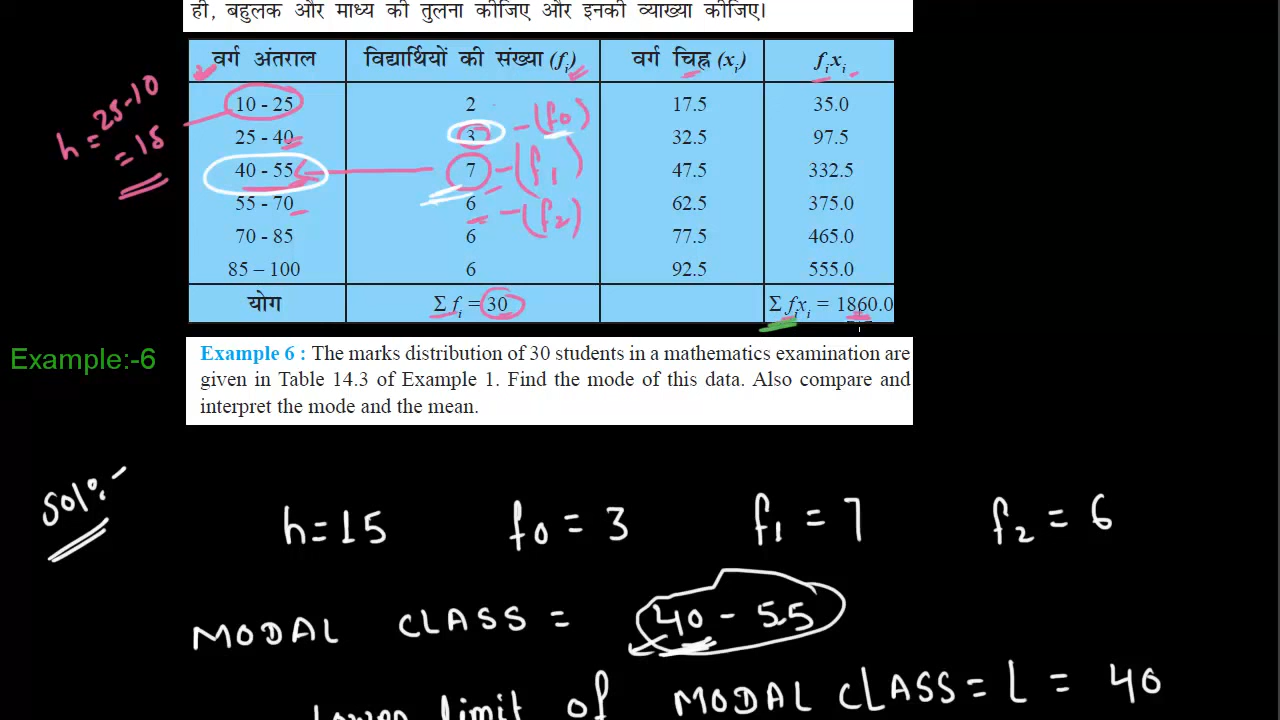 ही, बहुलक और माध्य की तुलना कीजिए और इनकी व्याख्या कीजिए।
वर्ग अंतराल विद्यार्थियों की संख्या (fi) वर्ग चिह्न (xi) fixi
10 - 25 2 17.5 35.0
25 - 40 3 -(f0) 32.5 97.5
40 - 55 7 -(f1) 47.5 332.5
55 - 70 6 -(f2) 62.5 375.0
70 - 85 6 77.5 465.0
85 – 100 6 92.5 555.0
योग Σ fi = 30 Σ fixi = 1860.0
h = 25-10
= 15
Example:-6
Example 6 : The marks distribution of 30 students in a mathematics examination are
given in Table 14.3 of Example 1. Find the mode of this data. Also compare and
interpret the mode and the mean.
Sol:-
h=15 f0 = 3 f1 = 7 f2 = 6
MODAL CLASS = 40 - 55
Lower limit of MODAL CLASS = L = 40